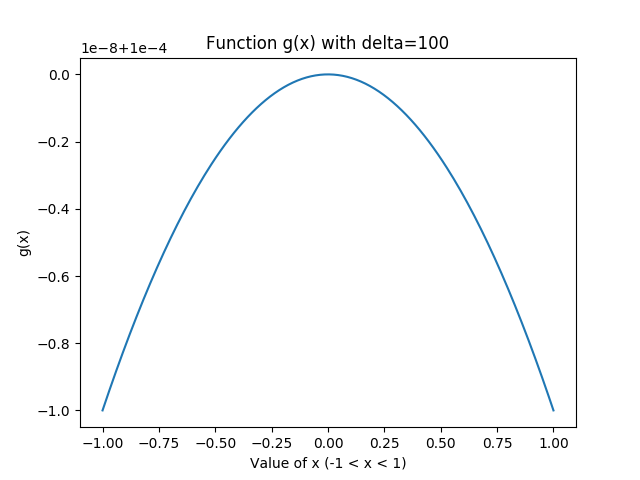 Function g(x) with delta=100
1e−8+1e−4
0.0
−0.2
−0.4
−0.6
−0.8
−1.0
g(x)
−1.00 −0.75 −0.50 −0.25 0.00 0.25 0.50 0.75 1.00
Value of x (-1 < x < 1)